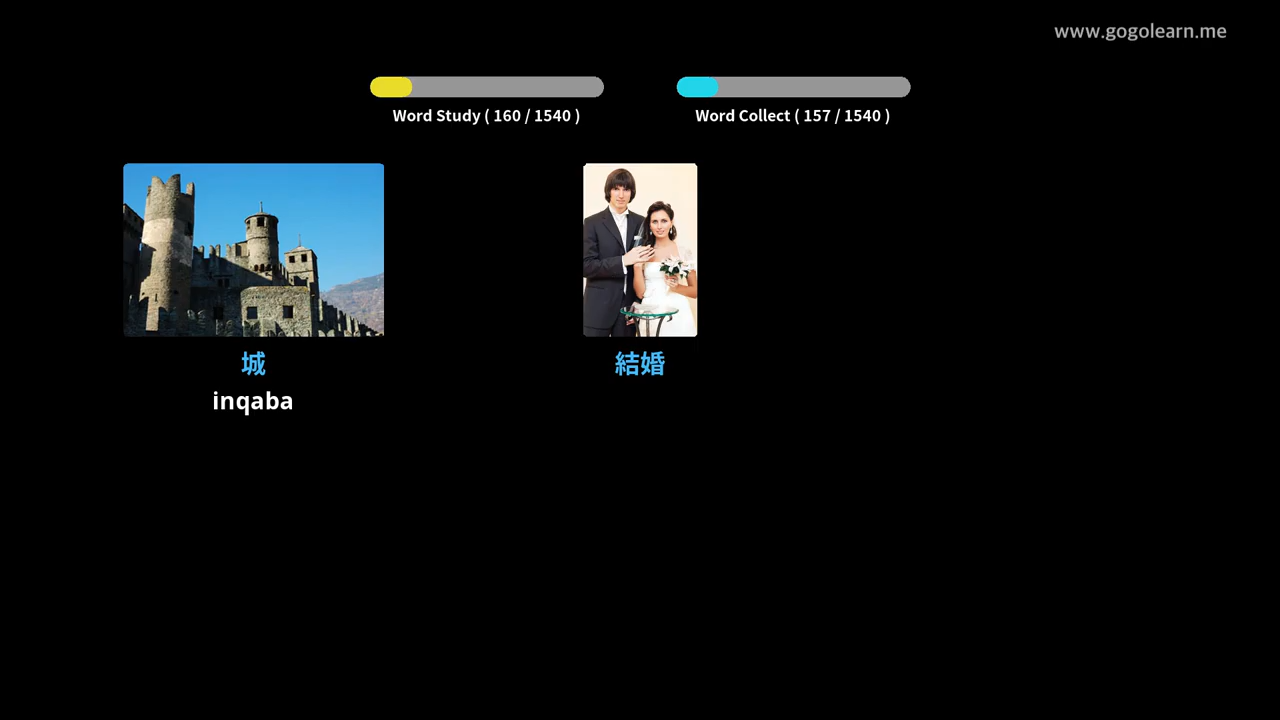 www.gogolearn.me
Word Study ( 160 / 1540 )
Word Collect ( 157 / 1540 )
城
inqaba
結婚